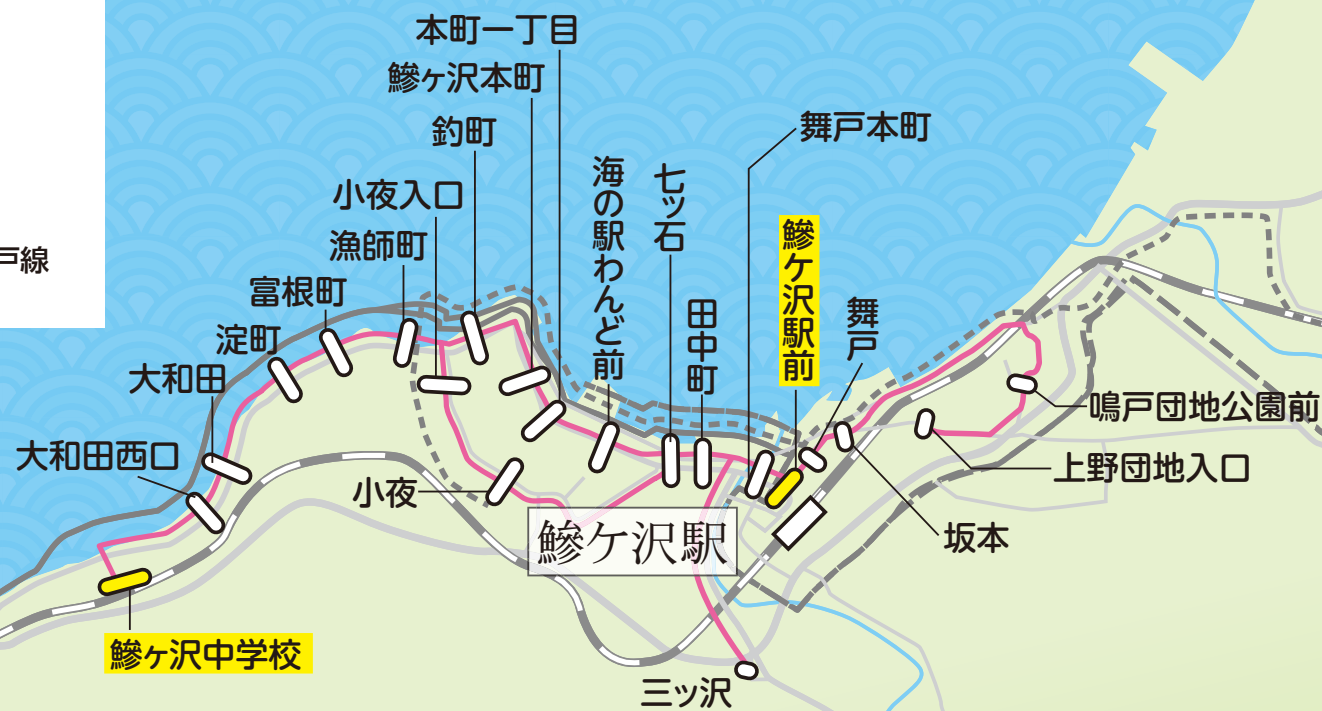 本町一丁目
鰺ヶ沢本町
釣町
舞戸本町
小夜入口
漁師町
海の駅わんど前
七ッ石
戸線
富根町
鰺ケ沢駅前
舞戸
田中町
淀町
大和田
鳴戸団地公園前
大和田西口
上野団地入口
小夜
鰺ケ沢駅
坂本
鰺ヶ沢中学校
三ッ沢